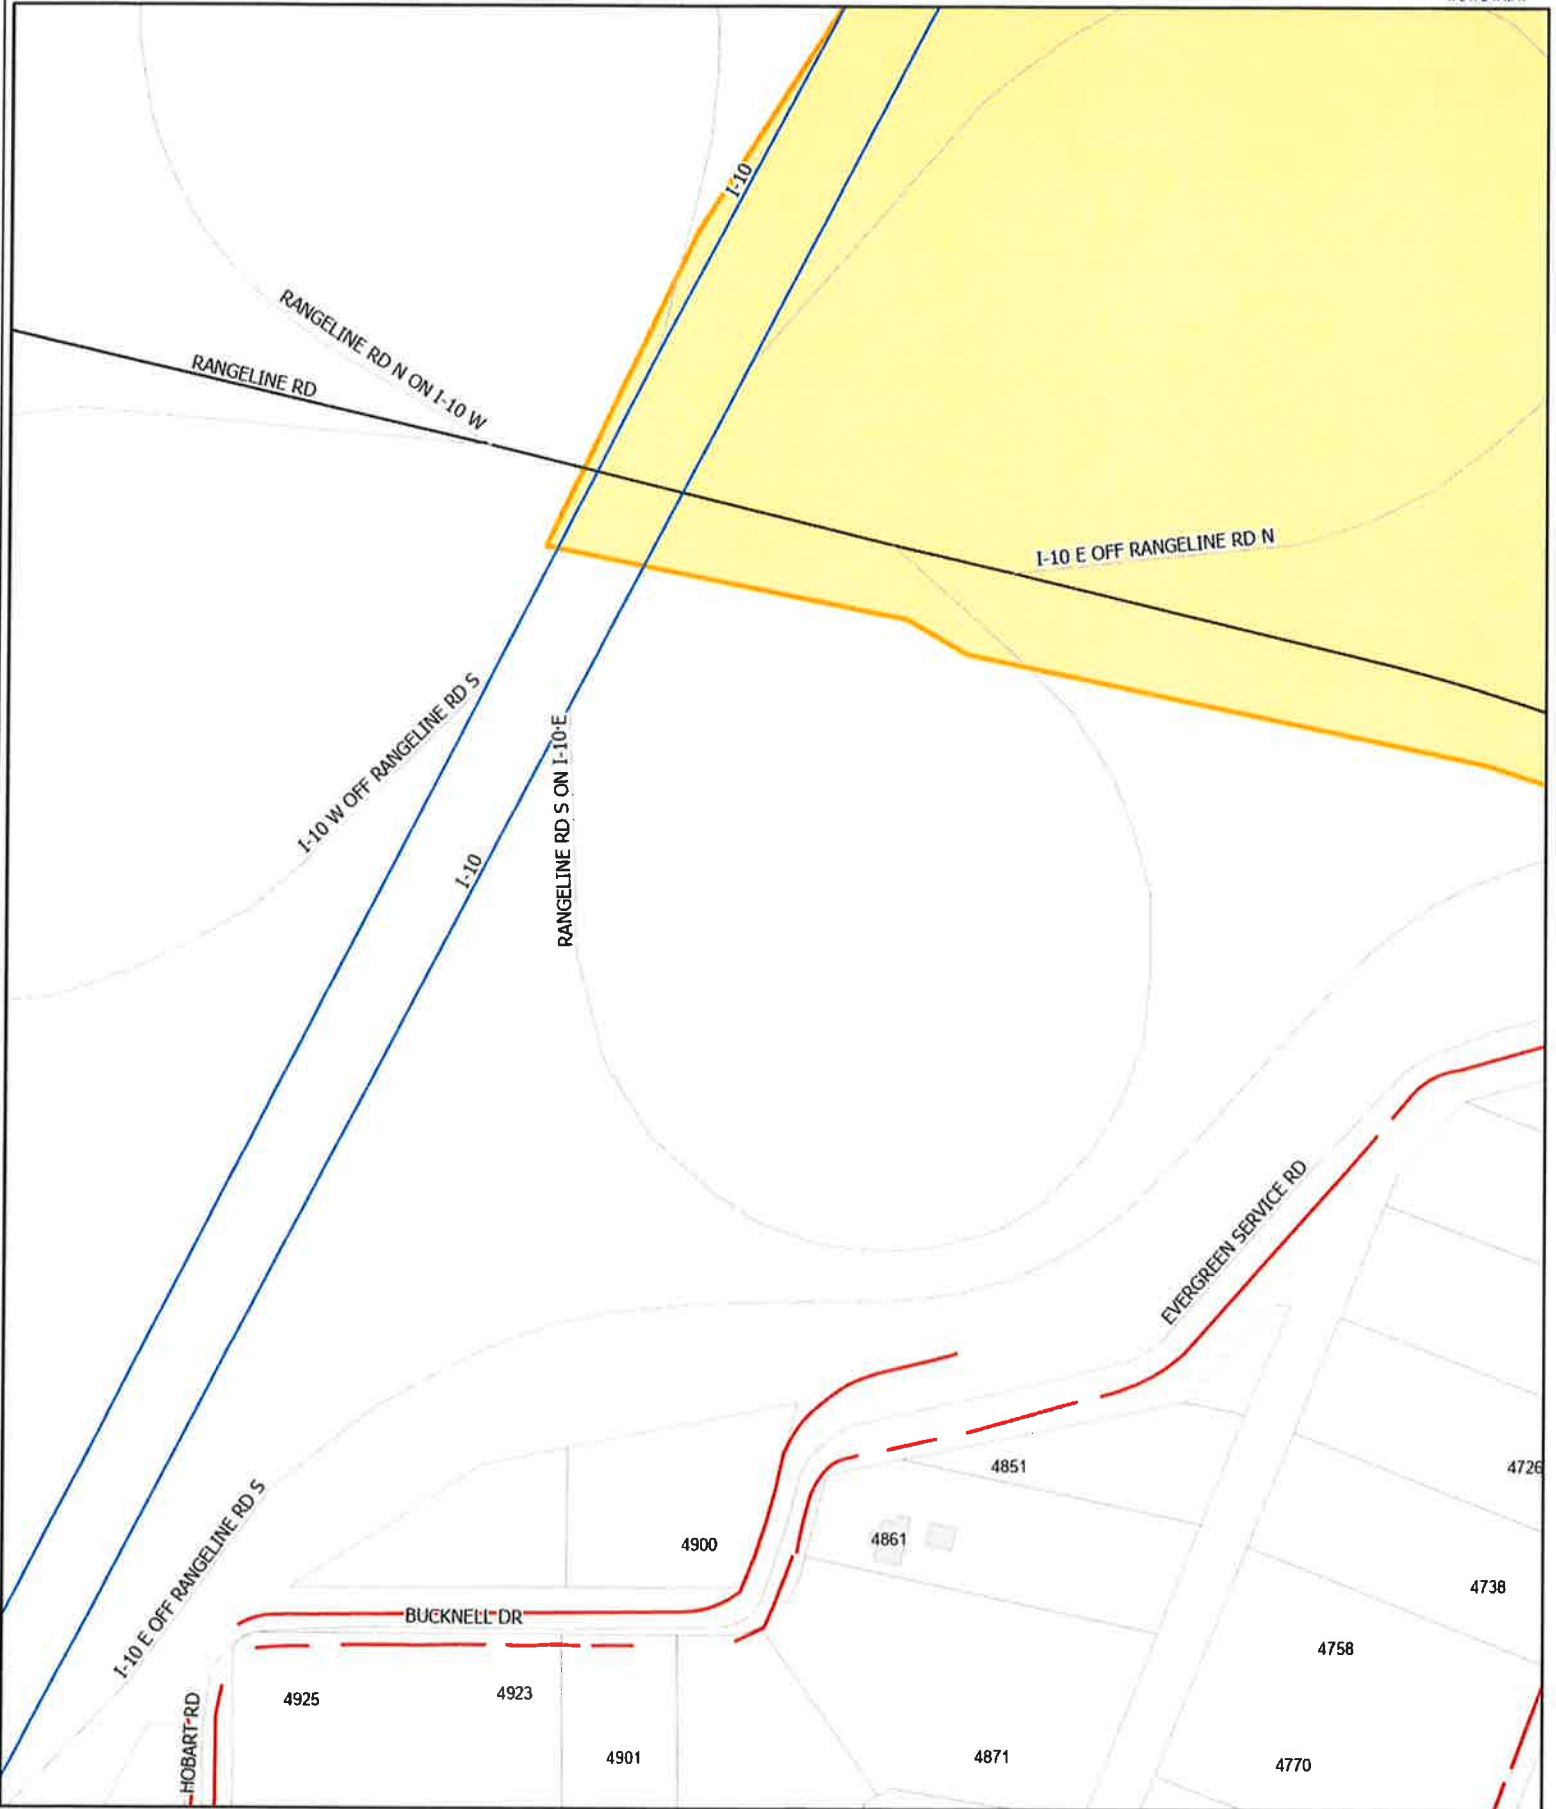 I-10
RANGELINE RD N ON I-10 W
RANGELINE RD
I-10 E OFF RANGELINE RD N
I-10 W OFF RANGELINE RD S
RANGELINE RD S ON I-10 E
I-10
EVERGREEN SERVICE RD
4851
4726
I-10 E OFF RANGELINE RD S
4900
4861
4738
BUCKNELL DR
4758
4925
4923
HOBART RD
4901
4871
4770